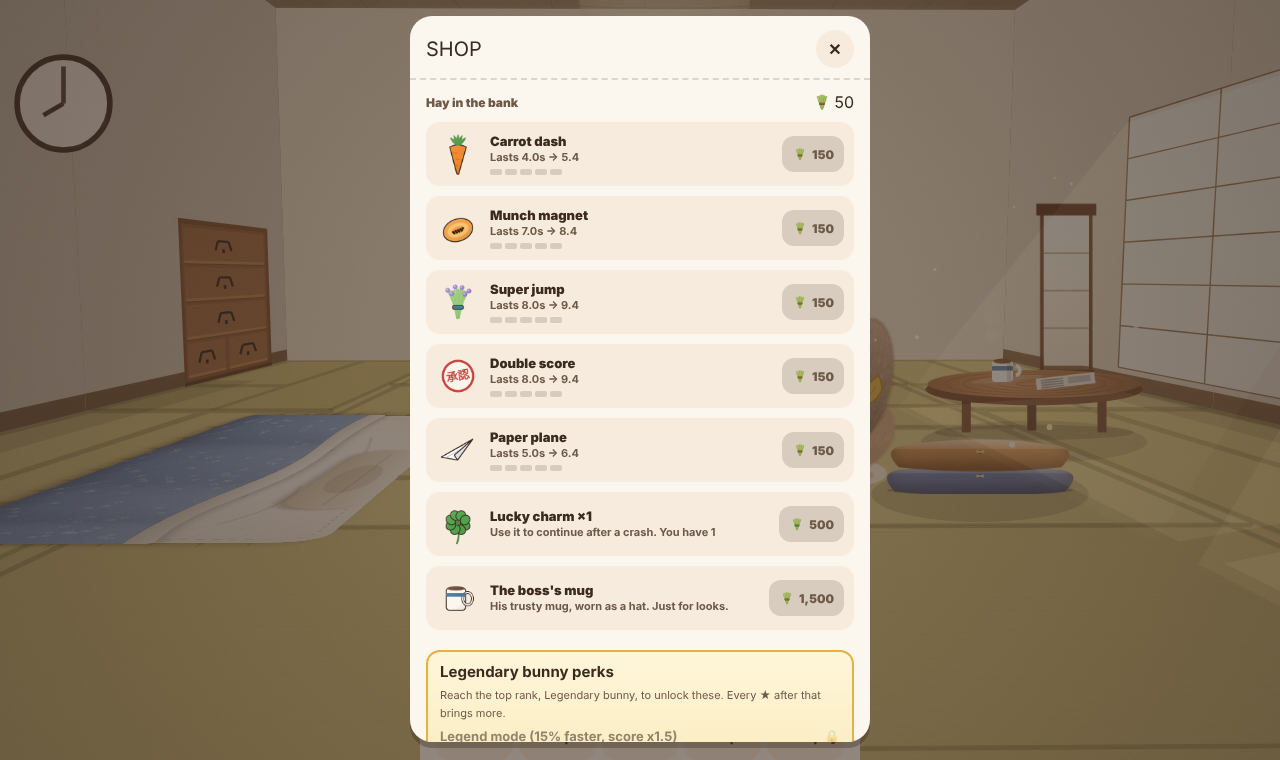 SHOP
×
Hay in the bank
50
Carrot dash
Lasts 4.0s → 5.4
150
Munch magnet
Lasts 7.0s → 8.4
150
Super jump
Lasts 8.0s → 9.4
150
承認
Double score
Lasts 8.0s → 9.4
150
Paper plane
Lasts 5.0s → 6.4
150
Lucky charm ×1
Use it to continue after a crash. You have 1
500
The boss's mug
His trusty mug, worn as a hat. Just for looks.
1,500
Legendary bunny perks
Reach the top rank, Legendary bunny, to unlock these. Every ★ after that
brings more.
Legend mode (15% faster, score x1.5)